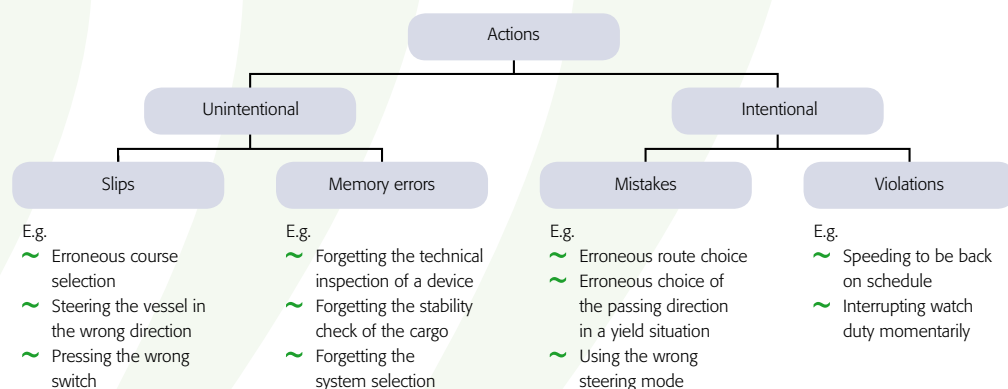 Actions
Unintentional
Intentional
Slips
Memory errors
Mistakes
Violations
E.g.
~ Erroneous course
selection
~ Steering the vessel in
the wrong direction
~ Pressing the wrong
switch
E.g.
~ Forgetting the technical
inspection of a device
~ Forgetting the stability
check of the cargo
~ Forgetting the
system selection
E.g.
~ Erroneous route choice
~ Erroneous choice of
the passing direction
in a yield situation
~ Using the wrong
steering mode
E.g.
~ Speeding to be back
on schedule
~ Interrupting watch
duty momentarily